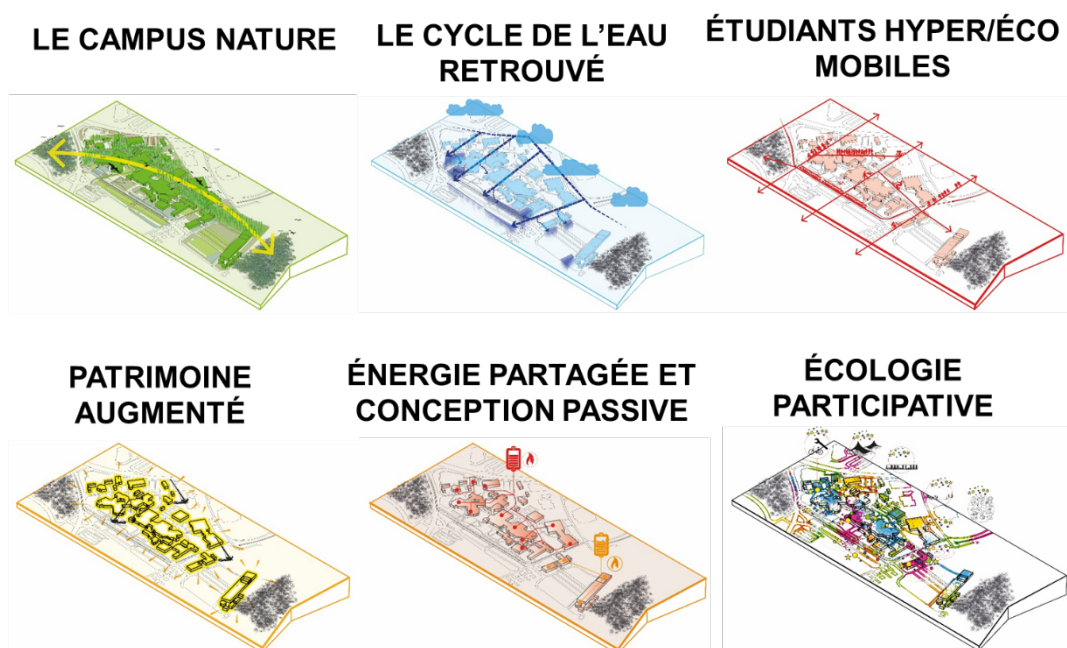 LE CAMPUS NATURE
LE CYCLE DE L'EAU
RETROUVÉ
ÉTUDIANTS HYPER/ÉCO
MOBILES
PATRIMOINE
AUGMENTÉ
ÉNERGIE PARTAGÉE ET
CONCEPTION PASSIVE
ÉCOLOGIE
PARTICIPATIVE